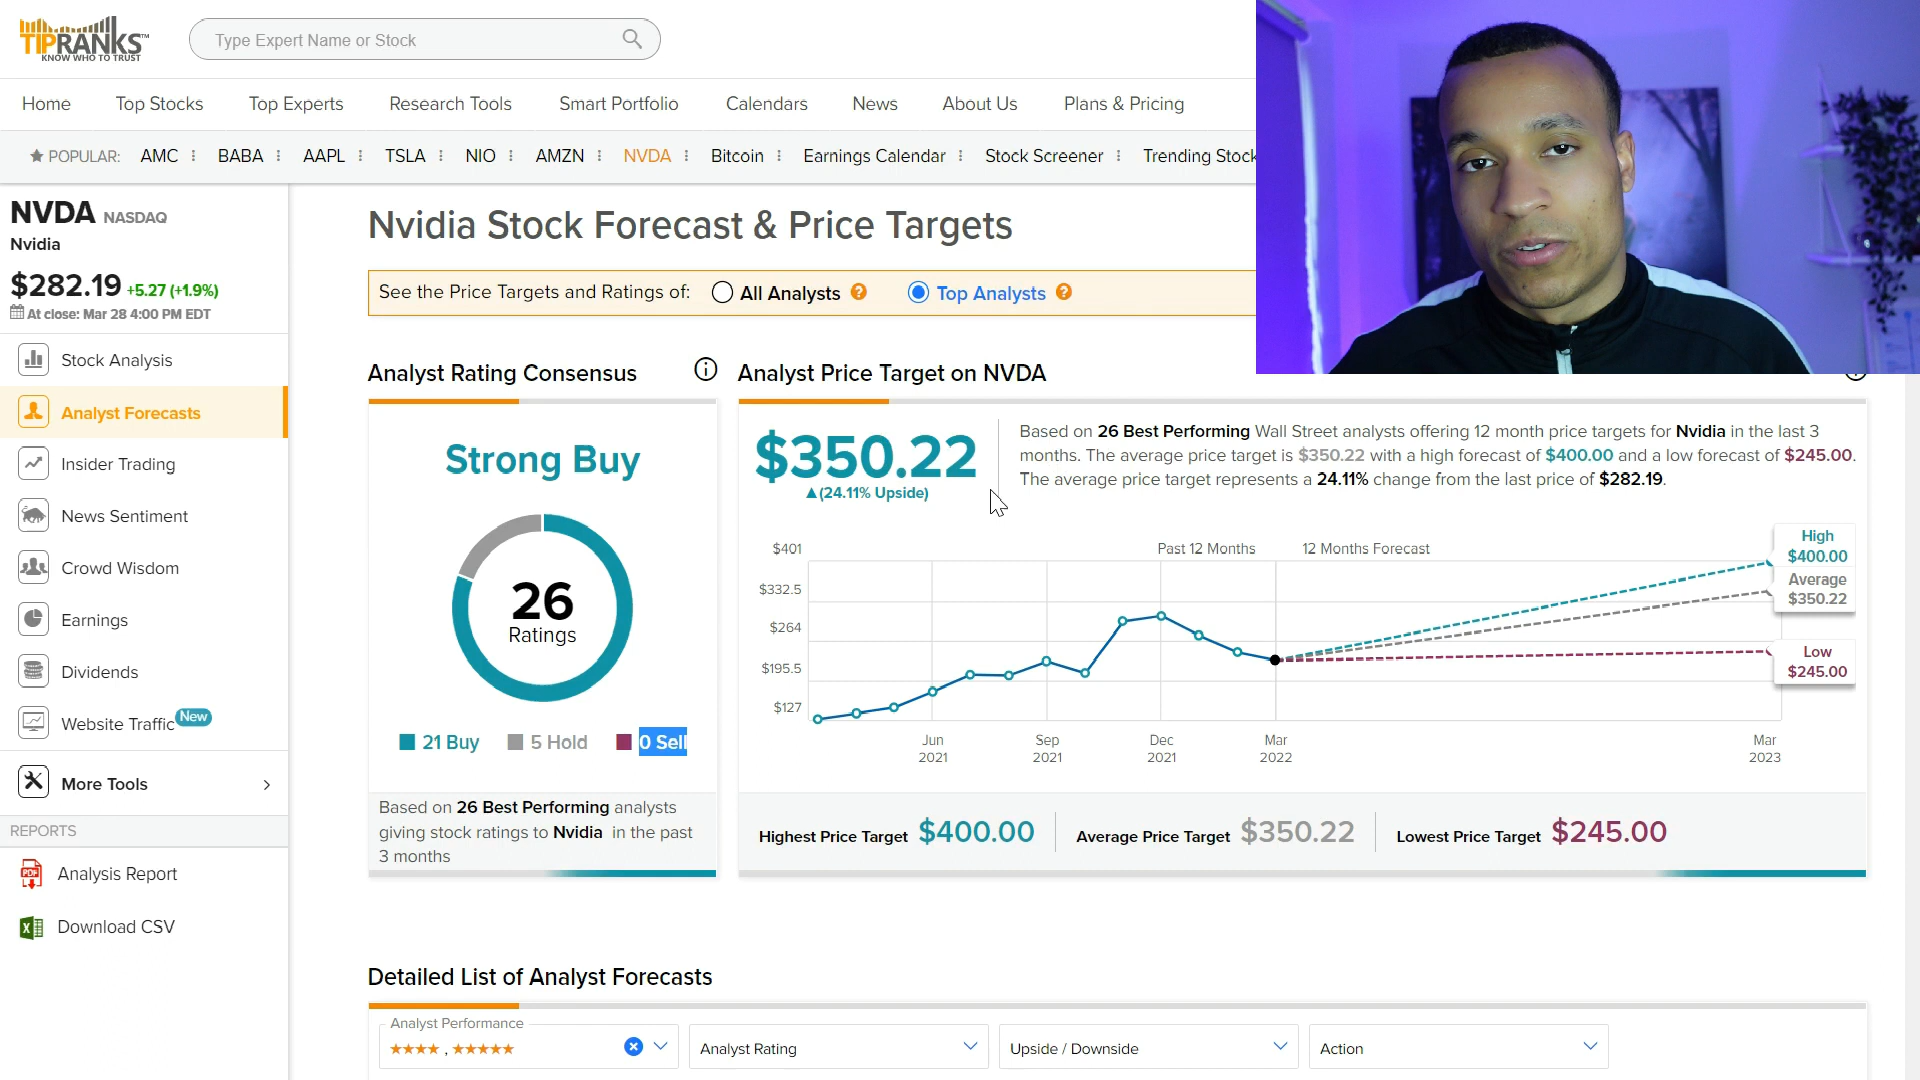 TIPRANKS™
KNOW WHO TO TRUST
Type Expert Name or Stock
Home Top Stocks Top Experts Research Tools Smart Portfolio Calendars News About Us Plans & Pricing
POPULAR: AMC BABA AAPL TSLA NIO AMZN NVDA Bitcoin Earnings Calendar Stock Screener Trending Stock
NVDA NASDAQ
Nvidia
$282.19 +5.27 (+1.9%)
At close: Mar 28 4:00 PM EDT
Stock Analysis
Analyst Forecasts
Insider Trading
News Sentiment
Crowd Wisdom
Earnings
Dividends
Website Traffic New
More Tools
REPORTS
PDF Analysis Report
Download CSV
Nvidia Stock Forecast & Price Targets
See the Price Targets and Ratings of: All Analysts ? Top Analysts ?
Analyst Rating Consensus
Strong Buy
26
Ratings
21 Buy 5 Hold 0 Sell
Based on 26 Best Performing analysts
giving stock ratings to Nvidia in the past
3 months
Analyst Price Target on NVDA
$350.22
▲(24.11% Upside)
Based on 26 Best Performing Wall Street analysts offering 12 month price targets for Nvidia in the last 3
months. The average price target is $350.22 with a high forecast of $400.00 and a low forecast of $245.00.
The average price target represents a 24.11% change from the last price of $282.19.
Past 12 Months 12 Months Forecast
$401
$332.5
$264
$195.5
$127
High
$400.00
Average
$350.22
Low
$245.00
Jun Sep Dec Mar Mar
2021 2021 2021 2022 2023
Highest Price Target $400.00 Average Price Target $350.22 Lowest Price Target $245.00
Detailed List of Analyst Forecasts
Analyst Performance
★★★★ , ★★★★★
Analyst Rating
Upside / Downside
Action